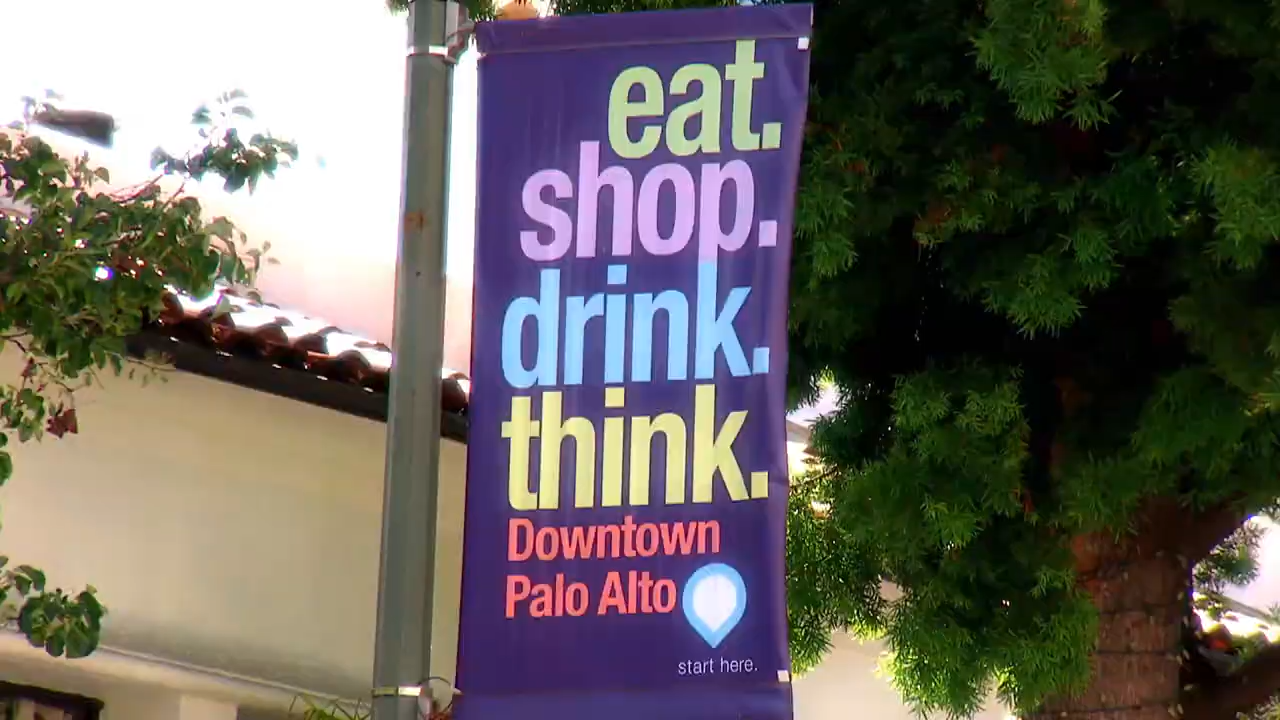 eat.
shop.
drink.
think.
Downtown
Palo Alto
start here.